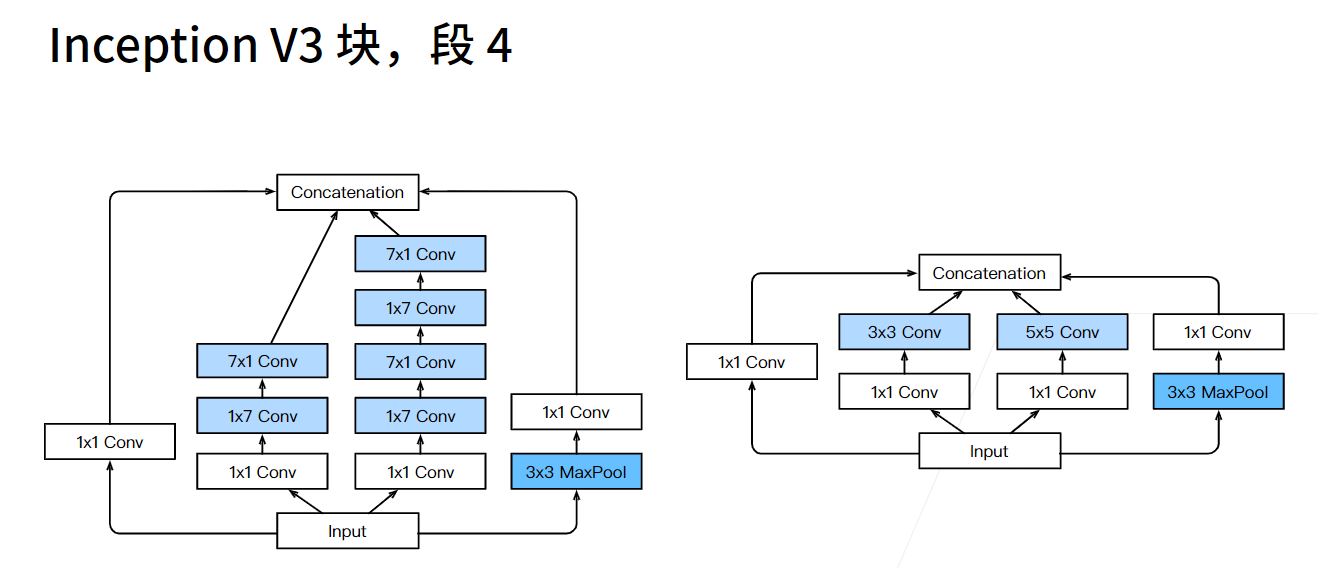 Inception V3 块，段 4
Concatenation
7x1 Conv
1x7 Conv
7x1 Conv
7x1 Conv
1x7 Conv
1x7 Conv
1x1 Conv
1x1 Conv
1x1 Conv
1x1 Conv
3x3 MaxPool
Input
Concatenation
3x3 Conv
5x5 Conv
1x1 Conv
1x1 Conv
1x1 Conv
1x1 Conv
3x3 MaxPool
Input